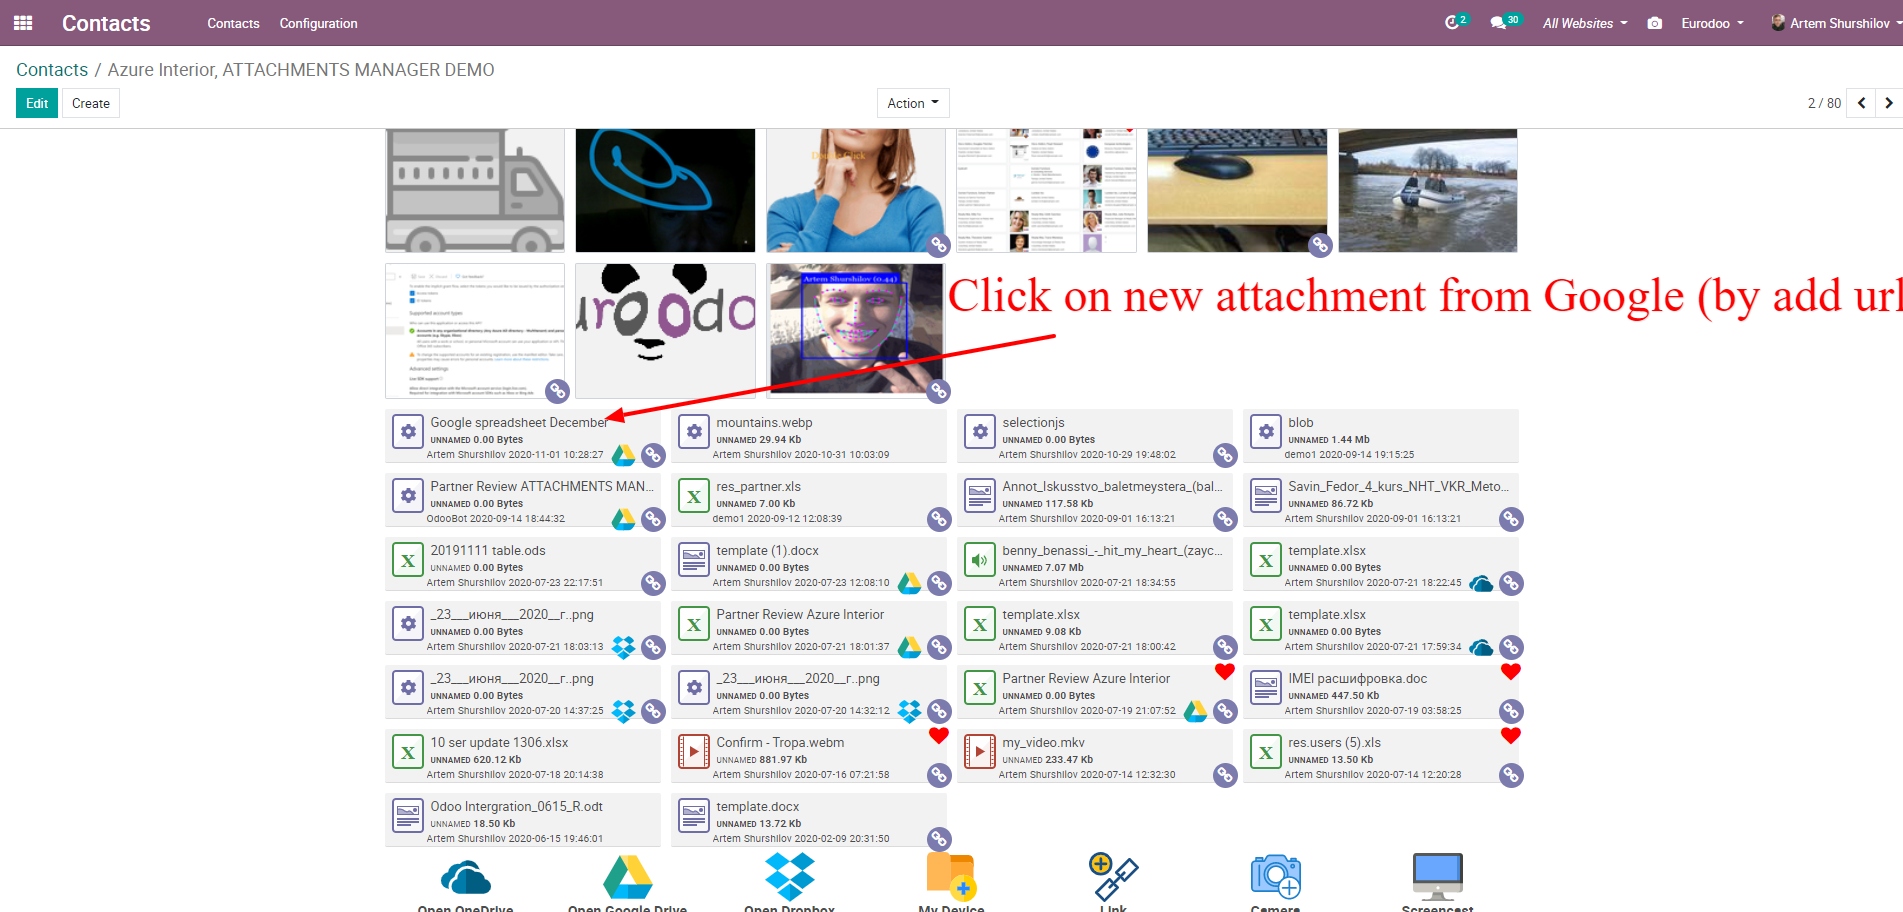 Contacts
Contacts
Configuration
2
30
All Websites
Eurodoo
Artem Shurshilov
Contacts / Azure Interior, ATTACHMENTS MANAGER DEMO
Edit
Create
Action
2 / 80
Double Click
Supported account types
Advanced settings
Live SDK support
urOOdo
Artem Shurshilov (0.44)
Click on new attachment from Google (by add url
Google spreadsheet December
UNNAMED 0.00 Bytes
Artem Shurshilov 2020-11-01 10:28:27
mountains.webp
UNNAMED 29.94 Kb
Artem Shurshilov 2020-10-31 10:03:09
selectionjs
UNNAMED 0.00 Bytes
Artem Shurshilov 2020-10-29 19:48:02
blob
UNNAMED 1.44 Mb
demo1 2020-09-14 19:15:25
Partner Review ATTACHMENTS MAN...
UNNAMED 0.00 Bytes
OdooBot 2020-09-14 18:44:32
res_partner.xls
UNNAMED 7.00 Kb
demo1 2020-09-12 12:08:39
Annot_Iskusstvo_baletmeystera_(bal...
UNNAMED 117.58 Kb
Artem Shurshilov 2020-09-01 16:13:21
Savin_Fedor_4_kurs_NHT_VKR_Meto...
UNNAMED 86.72 Kb
Artem Shurshilov 2020-09-01 16:13:21
20191111 table.ods
UNNAMED 0.00 Bytes
Artem Shurshilov 2020-07-23 22:17:51
template (1).docx
UNNAMED 0.00 Bytes
Artem Shurshilov 2020-07-23 12:08:10
benny_benassi_-_hit_my_heart_(zayc...
UNNAMED 7.07 Mb
Artem Shurshilov 2020-07-21 18:34:55
template.xlsx
UNNAMED 0.00 Bytes
Artem Shurshilov 2020-07-21 18:22:45
_23___июня___2020__г..png
UNNAMED 0.00 Bytes
Artem Shurshilov 2020-07-21 18:03:13
Partner Review Azure Interior
UNNAMED 0.00 Bytes
Artem Shurshilov 2020-07-21 18:01:37
template.xlsx
UNNAMED 9.08 Kb
Artem Shurshilov 2020-07-21 18:00:42
template.xlsx
UNNAMED 0.00 Bytes
Artem Shurshilov 2020-07-21 17:59:34
_23___июня___2020__г..png
UNNAMED 0.00 Bytes
Artem Shurshilov 2020-07-20 14:37:25
_23___июня___2020__г..png
UNNAMED 0.00 Bytes
Artem Shurshilov 2020-07-20 14:32:12
Partner Review Azure Interior
UNNAMED 0.00 Bytes
Artem Shurshilov 2020-07-19 21:07:52
IMEI расшифровка.doc
UNNAMED 447.50 Kb
Artem Shurshilov 2020-07-19 03:58:25
10 ser update 1306.xlsx
UNNAMED 620.12 Kb
Artem Shurshilov 2020-07-18 20:14:38
Confirm - Tropa.webm
UNNAMED 881.97 Kb
Artem Shurshilov 2020-07-16 07:21:58
my_video.mkv
UNNAMED 233.47 Kb
Artem Shurshilov 2020-07-14 12:32:30
res.users (5).xls
UNNAMED 13.50 Kb
Artem Shurshilov 2020-07-14 12:20:28
Odoo Intergration_0615_R.odt
UNNAMED 18.50 Kb
Artem Shurshilov 2020-06-15 19:46:01
template.docx
UNNAMED 13.72 Kb
Artem Shurshilov 2020-02-09 20:31:50
Open OneDrive
Open Google Drive
Open Dropbox
My Device
Link
Camera
Screencast